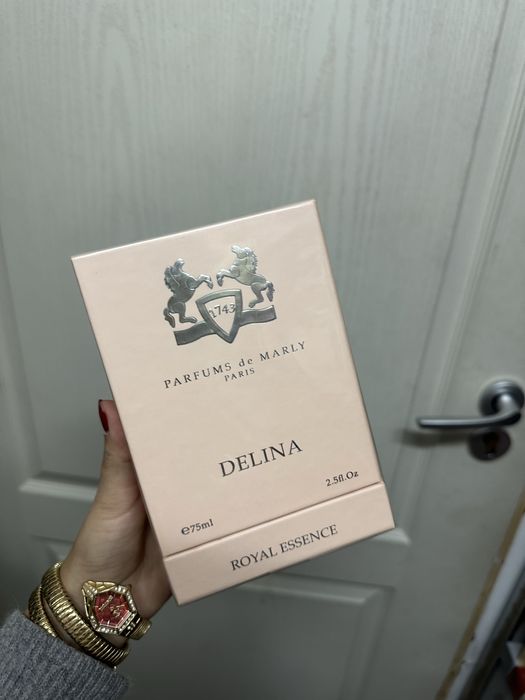 1743
PARFUMS de MARLY
PARIS
DELINA
℮75ml 2.5fl.Oz
ROYAL ESSENCE